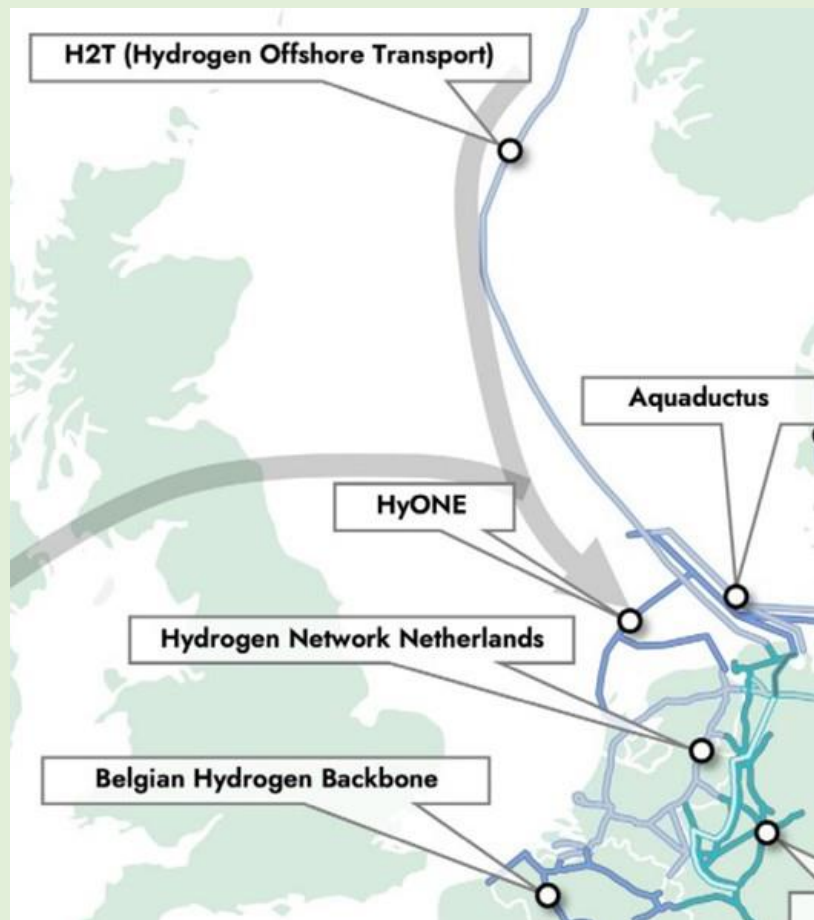 H2T (Hydrogen Offshore Transport)
Aquaductus
HyONE
Hydrogen Network Netherlands
Belgian Hydrogen Backbone